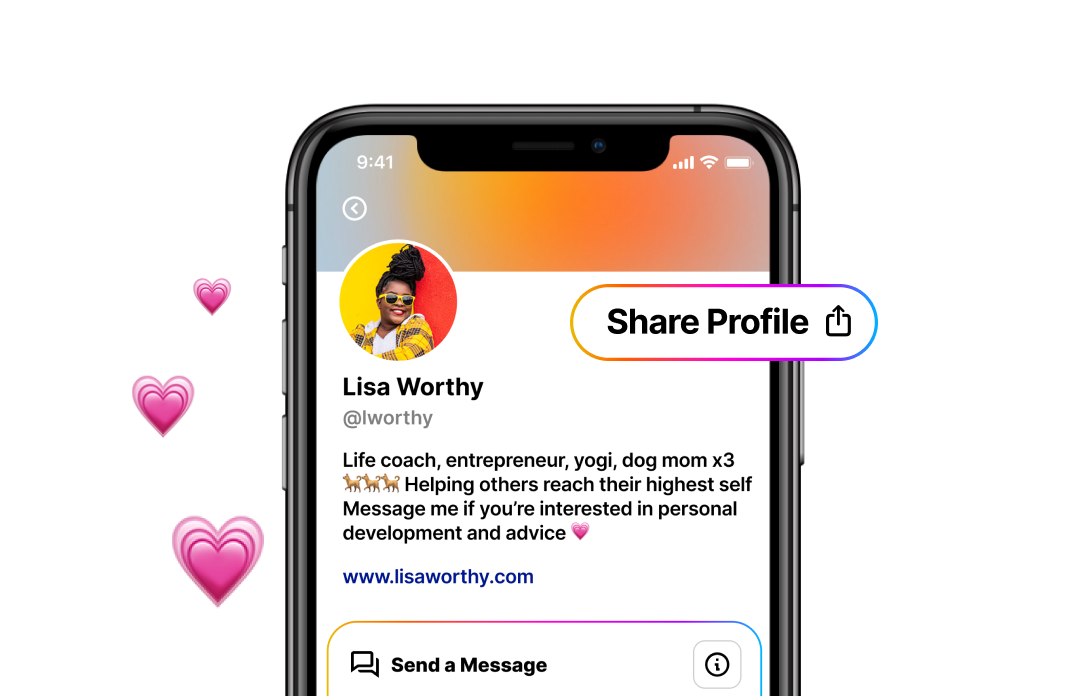 9:41
Share Profile
Lisa Worthy
@lworthy
Life coach, entrepreneur, yogi, dog mom x3
🐕🐕🐕 Helping others reach their highest self
Message me if you’re interested in personal
development and advice 💗
www.lisaworthy.com
Send a Message